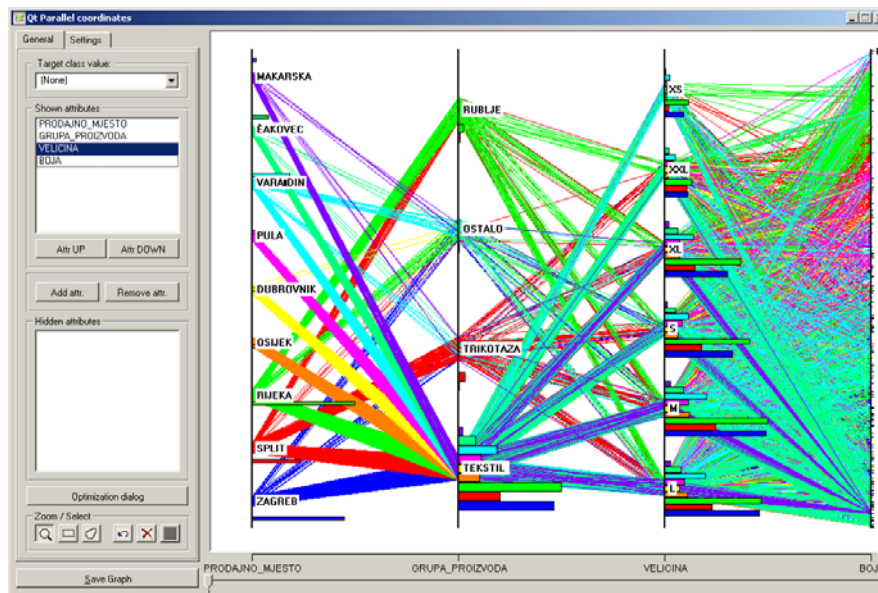 Qt Parallel coordinates
General Settings
Target class value:
(None)
Shown attributes
PRODAJNO_MJESTO
GRUPA_PROIZVODA
VELICINA
BOJA
Attr UP Attr DOWN
Add attr. Remove attr.
Hidden attributes
Optimization dialog
Zoom / Select
Save Graph
MAKARSKA
ČAKOVEC
PULA
DUBROVNIK
OSIJEK
RIJEKA
SPLIT
ZAGREB
RUBLJE
OSTALO
TRIKOTAZA
TEKSTIL
XS
XXL
XL
S
M
L
PRODAJNO_MJESTO GRUPA_PROIZVODA VELICINA BOJ